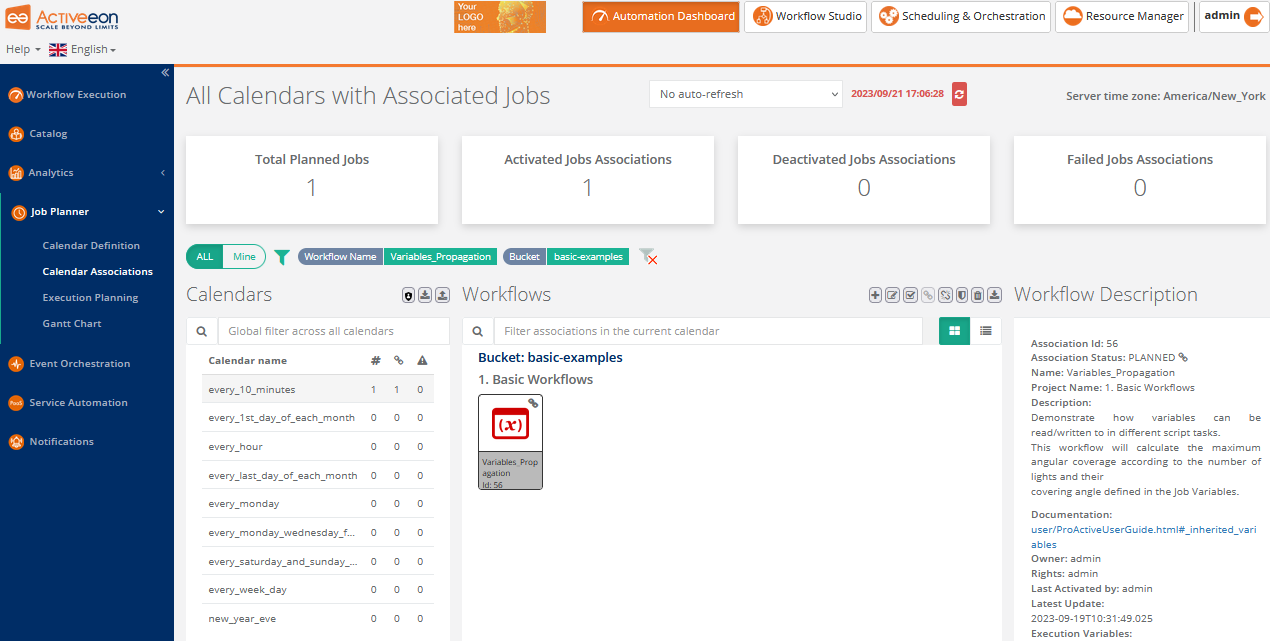 Activeeon
SCALE BEYOND LIMITS
Your
LOGO
here
Automation Dashboard
Workflow Studio
Scheduling & Orchestration
Resource Manager
admin
Help
English
Workflow Execution
Catalog
Analytics
Job Planner
Calendar Definition
Calendar Associations
Execution Planning
Gantt Chart
Event Orchestration
PaaS
Service Automation
Notifications
All Calendars with Associated Jobs
No auto-refresh
2023/09/21 17:06:28
Server time zone: America/New_York
Total Planned Jobs
1
Activated Jobs Associations
1
Deactivated Jobs Associations
0
Failed Jobs Associations
0
ALL Mine Workflow Name Variables_Propagation Bucket basic-examples
Calendars
Global filter across all calendars
Calendar name #
every_10_minutes 1 1 0
every_1st_day_of_each_month 0 0 0
every_hour 0 0 0
every_last_day_of_each_month 0 0 0
every_monday 0 0 0
every_monday_wednesday_f... 0 0 0
every_saturday_and_sunday_... 0 0 0
every_week_day 0 0 0
new_year_eve 0 0 0
Workflows
Filter associations in the current calendar
Bucket: basic-examples
1. Basic Workflows
(x)
Variables_Prop
agation
Id: 56
Workflow Description
Association Id: 56
Association Status: PLANNED
Name: Variables_Propagation
Project Name: 1. Basic Workflows
Description:
Demonstrate how variables can be
read/written to in different script tasks.
This workflow will calculate the maximum
angular coverage according to the number of
lights and their
covering angle defined in the Job Variables.
Documentation:
user/ProActiveUserGuide.html#_inherited_vari
ables
Owner: admin
Rights: admin
Last Activated by: admin
Latest Update:
2023-09-19T10:31:49.025
Execution Variables: